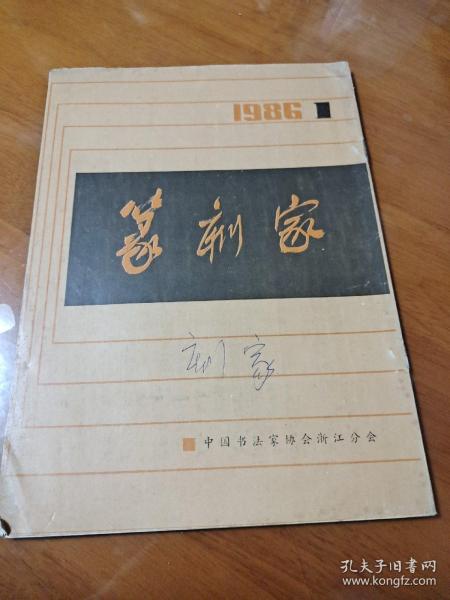 1986 1
篆刻家
刻家
中国书法家协会浙江分会
孔夫子旧书网
www.kongfz.com